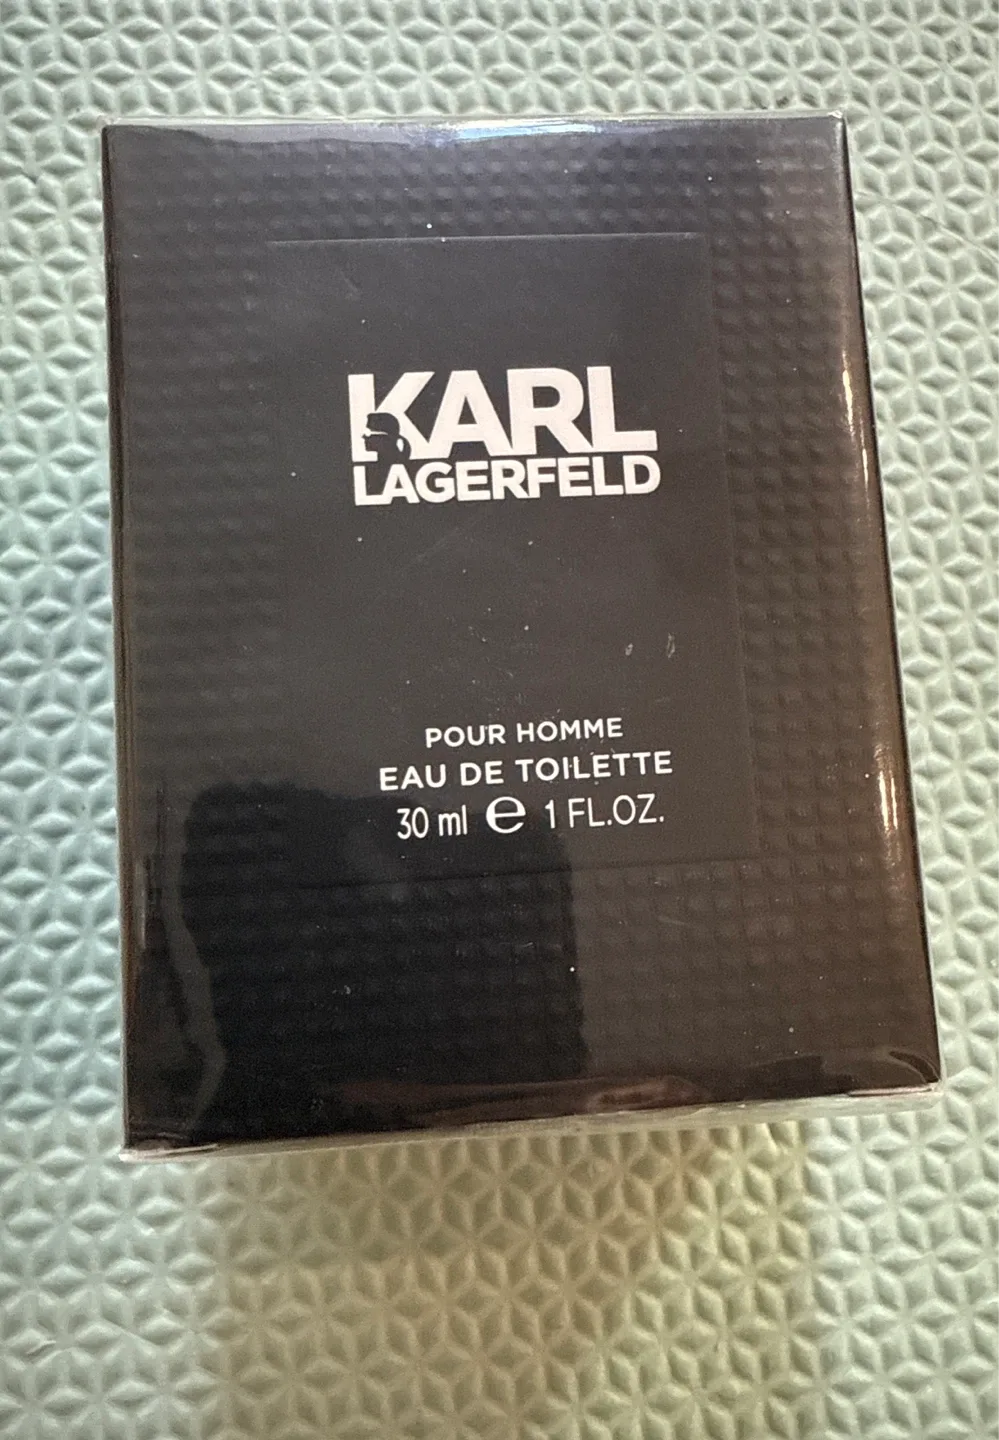 KARL
LAGERFELD
POUR HOMME
EAU DE TOILETTE
30 ml ℮ 1 FL.OZ.